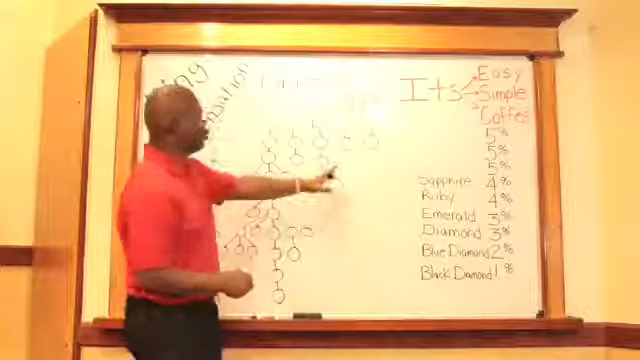 Its Easy
Simple
Coffee
5%
5%
5%
Sapphire 4%
Ruby 4%
Emerald 3%
Diamond 3%
Blue Diamond 2%
Black Diamond 1%